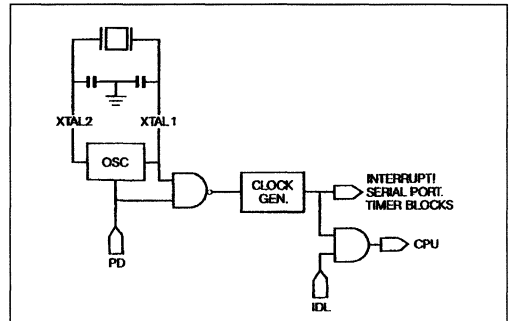 XTAL2
XTAL1
OSC
CLOCK
GEN.
INTERRUPT!
SERIAL PORT.
TIMER BLOCKS
CPU
PD
IDL